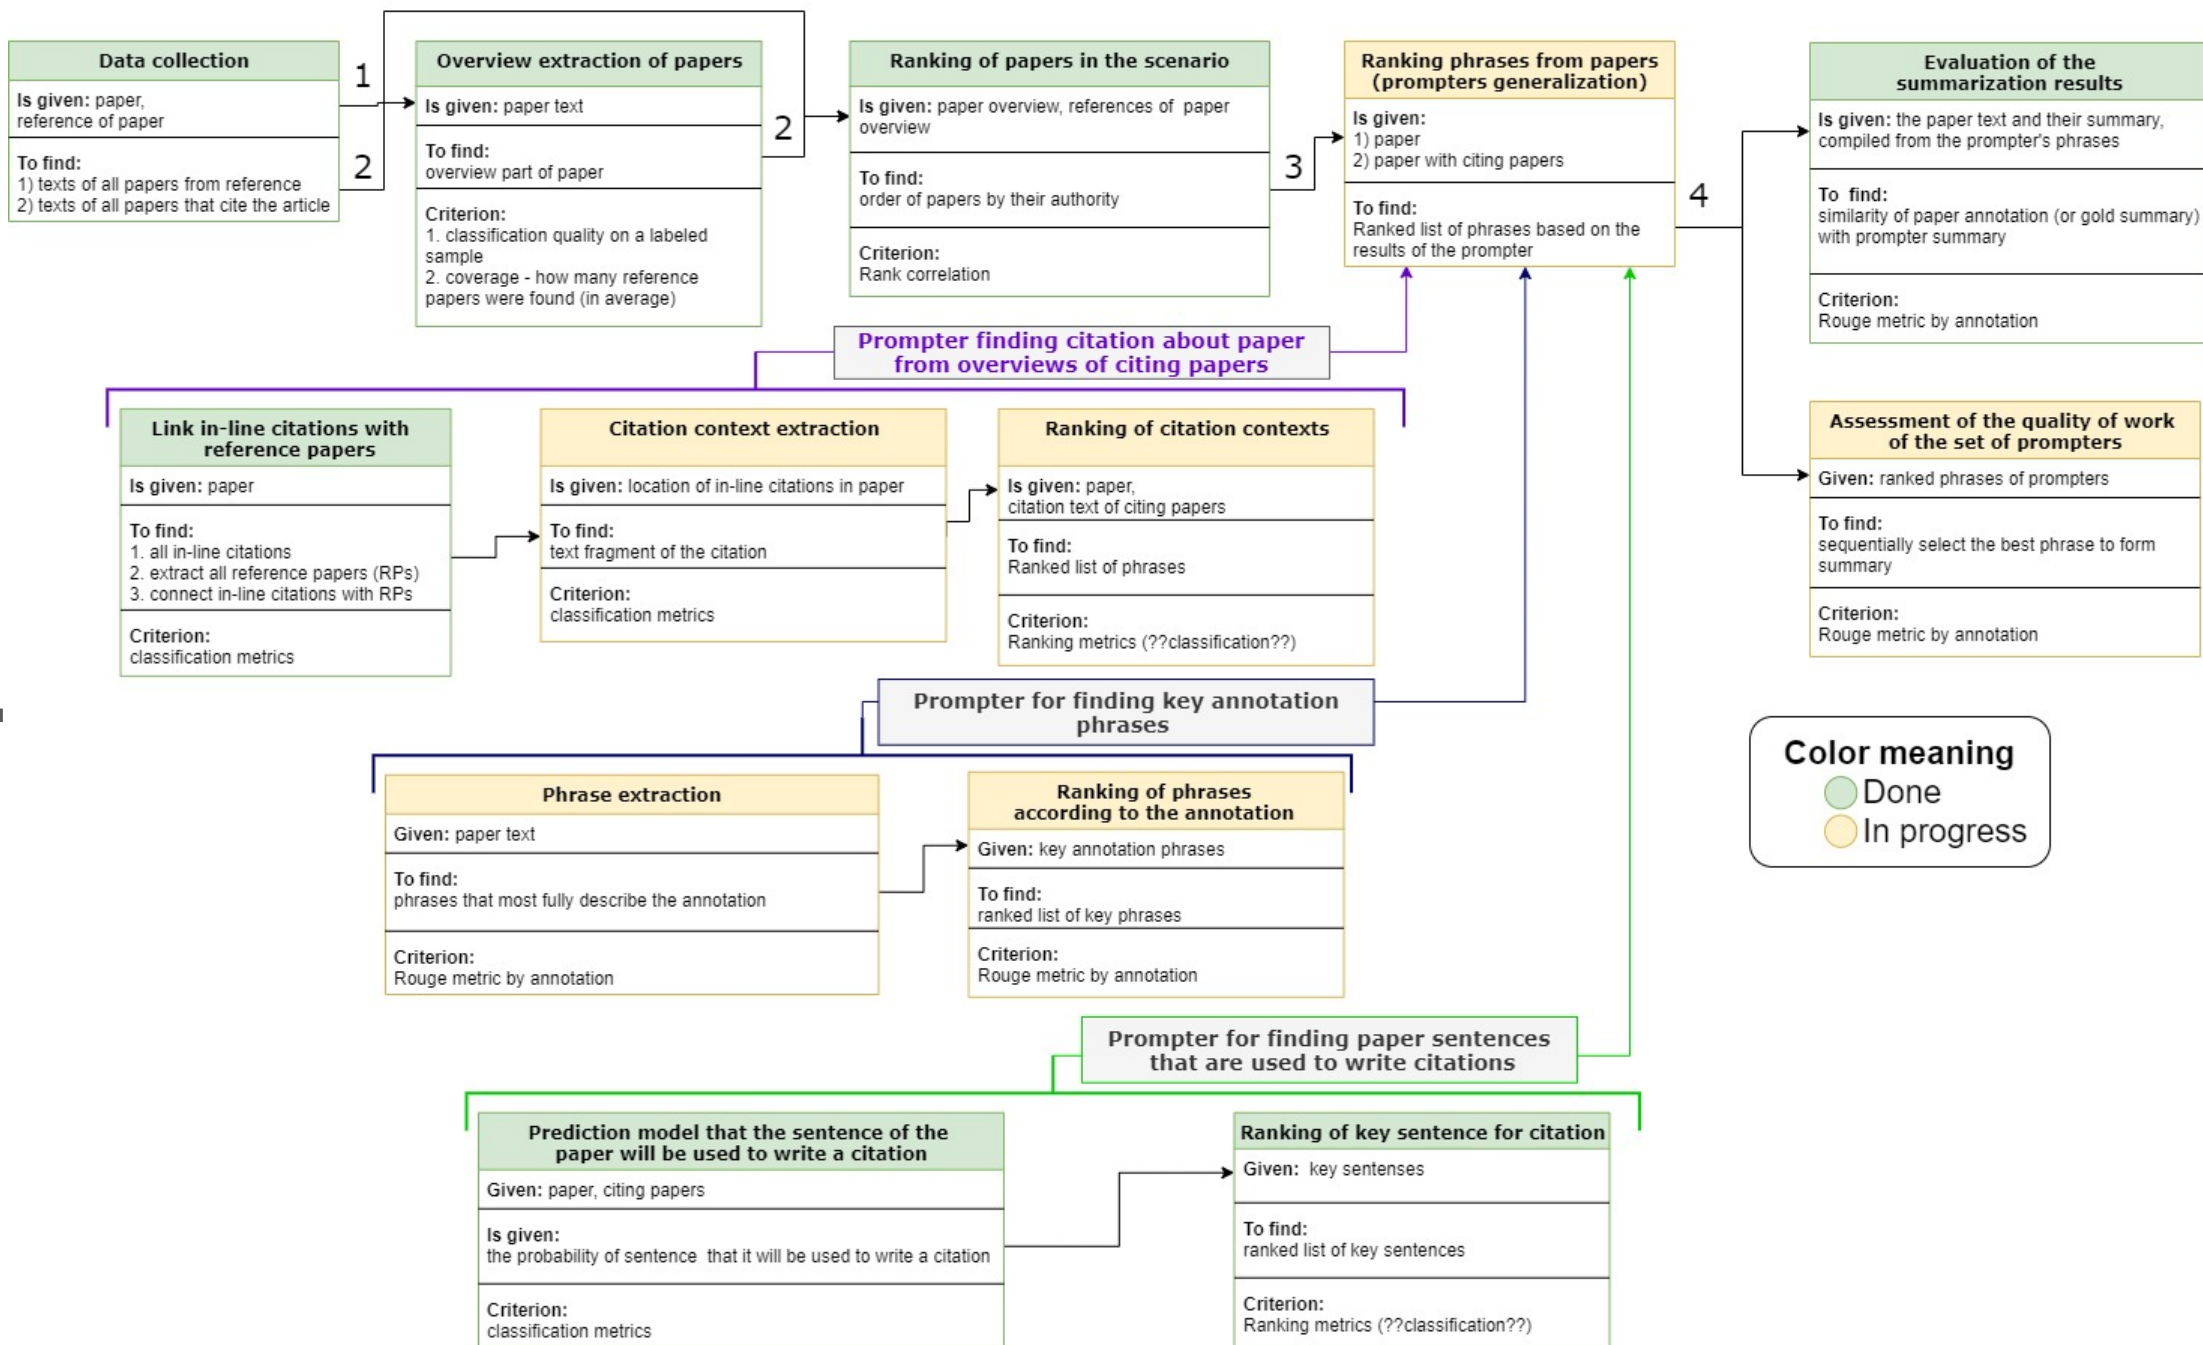 Data collection
Is given: paper,
reference of paper
To find:
1) texts of all papers from reference
2) texts of all papers that cite the article
1
2
Overview extraction of papers
Is given: paper text
To find:
overview part of paper
Criterion:
1. classification quality on a labeled
sample
2. coverage - how many reference
papers were found (in average)
2
Ranking of papers in the scenario
Is given: paper overview, references of paper
overview
To find:
order of papers by their authority
Criterion:
Rank correlation
3
Ranking phrases from papers
(prompters generalization)
Is given:
1) paper
2) paper with citing papers
To find:
Ranked list of phrases based on the
results of the prompter
4
Evaluation of the
summarization results
Is given: the paper text and their summary,
compiled from the prompter's phrases
To find:
similarity of paper annotation (or gold summary)
with prompter summary
Criterion:
Rouge metric by annotation
Prompter finding citation about paper
from overviews of citing papers
Link in-line citations with
reference papers
Is given: paper
To find:
1. all in-line citations
2. extract all reference papers (RPs)
3. connect in-line citations with RPs
Criterion:
classification metrics
Citation context extraction
Is given: location of in-line citations in paper
To find:
text fragment of the citation
Criterion:
classification metrics
Ranking of citation contexts
Is given: paper,
citation text of citing papers
To find:
Ranked list of phrases
Criterion:
Ranking metrics (??classification??)
Assessment of the quality of work
of the set of prompters
Given: ranked phrases of prompters
To find:
sequentially select the best phrase to form
summary
Criterion:
Rouge metric by annotation
Prompter for finding key annotation
phrases
Phrase extraction
Given: paper text
To find:
phrases that most fully describe the annotation
Criterion:
Rouge metric by annotation
Ranking of phrases
according to the annotation
Given: key annotation phrases
To find:
ranked list of key phrases
Criterion:
Rouge metric by annotation
Color meaning
Done
In progress
Prompter for finding paper sentences
that are used to write citations
Prediction model that the sentence of the
paper will be used to write a citation
Given: paper, citing papers
Is given:
the probability of sentence that it will be used to write a citation
Criterion:
classification metrics
Ranking of key sentence for citation
Given: key sentenses
To find:
ranked list of key sentences
Criterion:
Ranking metrics (??classification??)